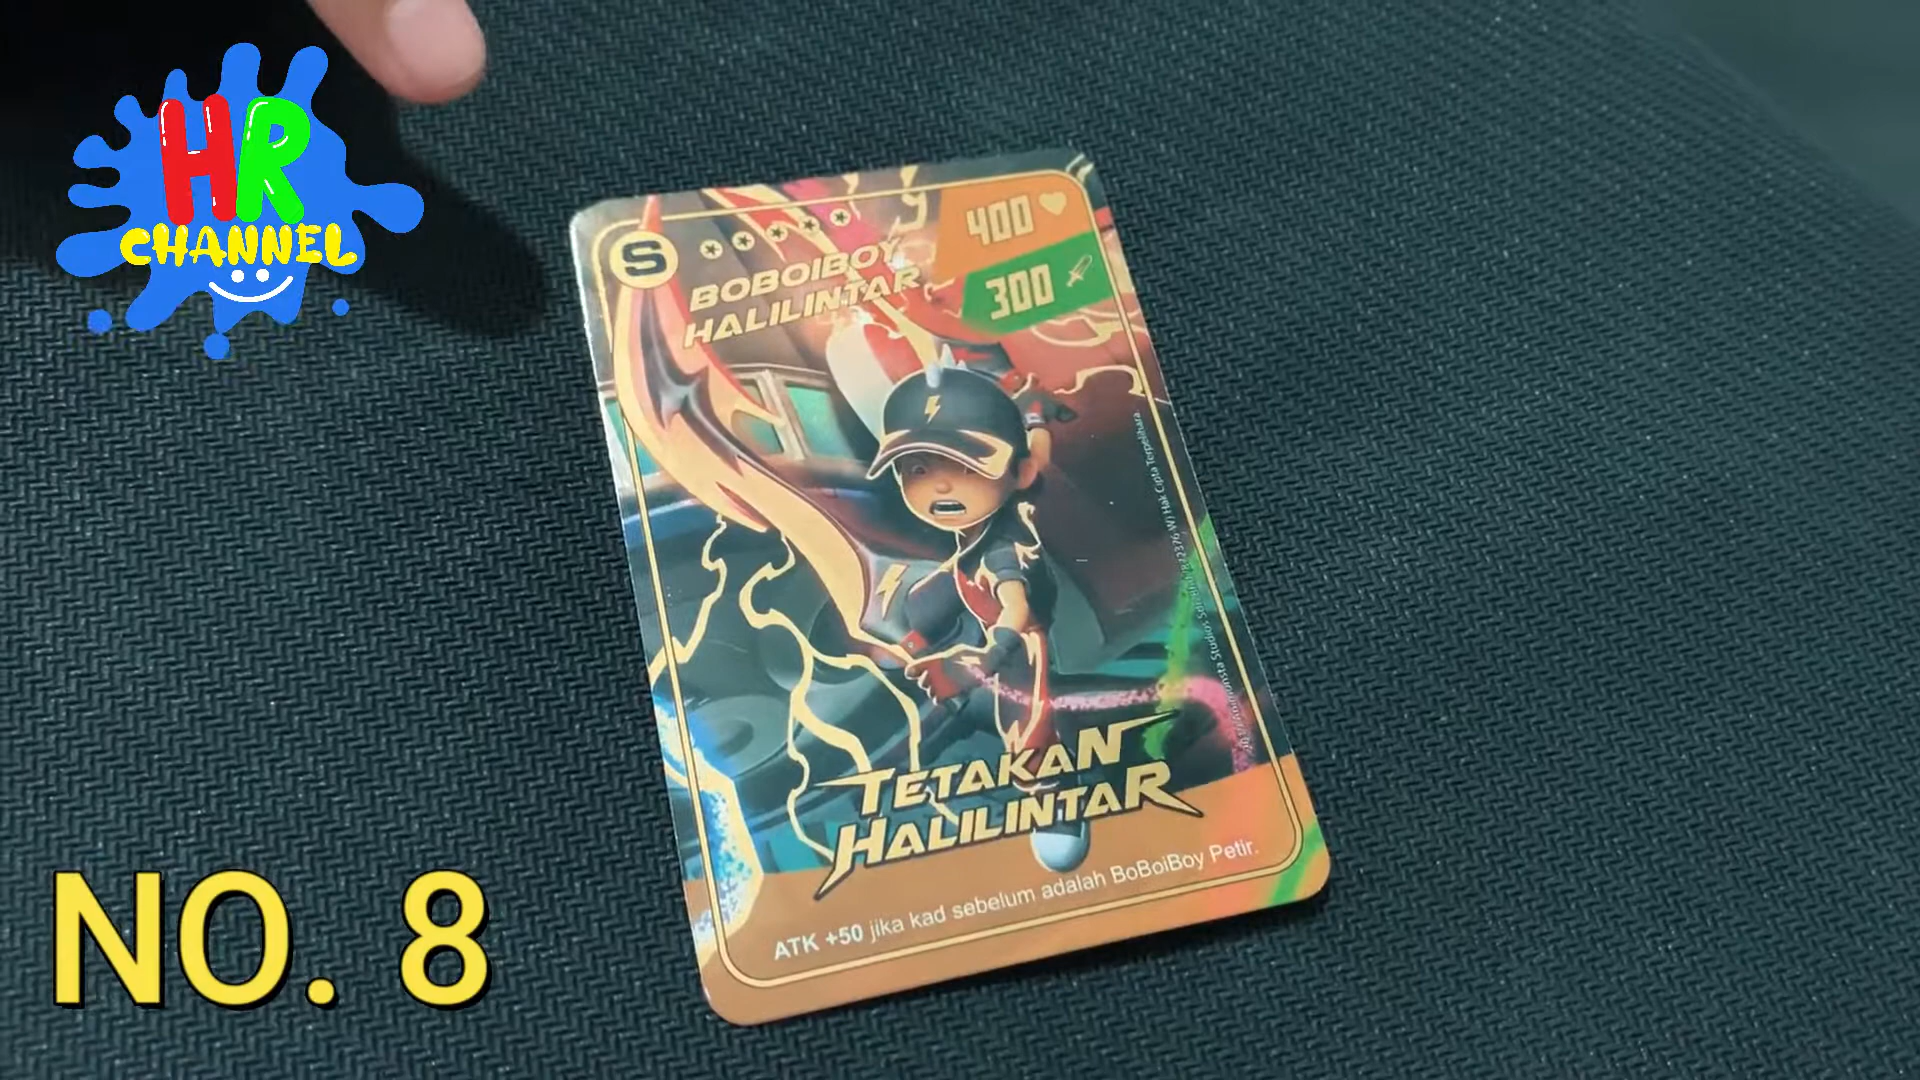 HR
CHANNEL
S
BOBOIBOY
HALILINTAR
400
300
TETAKAN
HALILINTAR
ATK +50 jika kad sebelum adalah BoBoiBoy Petir.
NO. 8